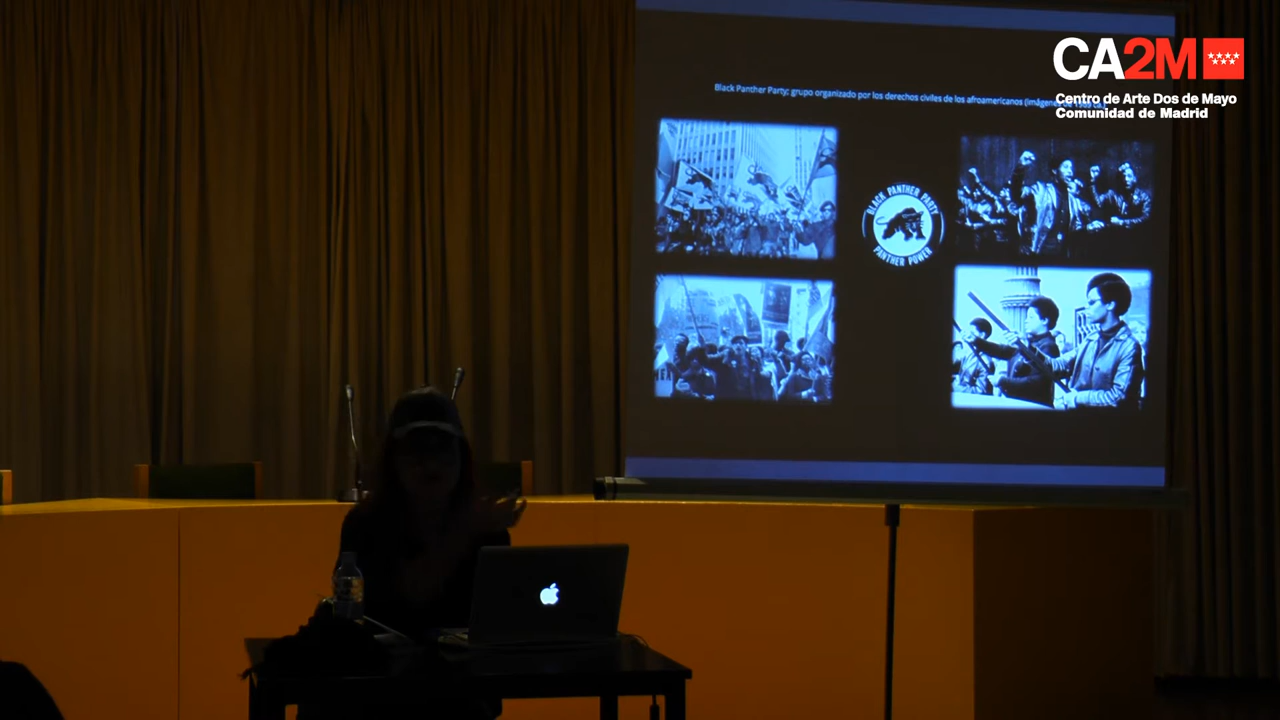 CA2M
Centro de Arte Dos de Mayo
Comunidad de Madrid
Black Panther Party: grupo organizado por los derechos civiles de los afroamericanos
BLACK PANTHER PARTY
PANTHER POWER